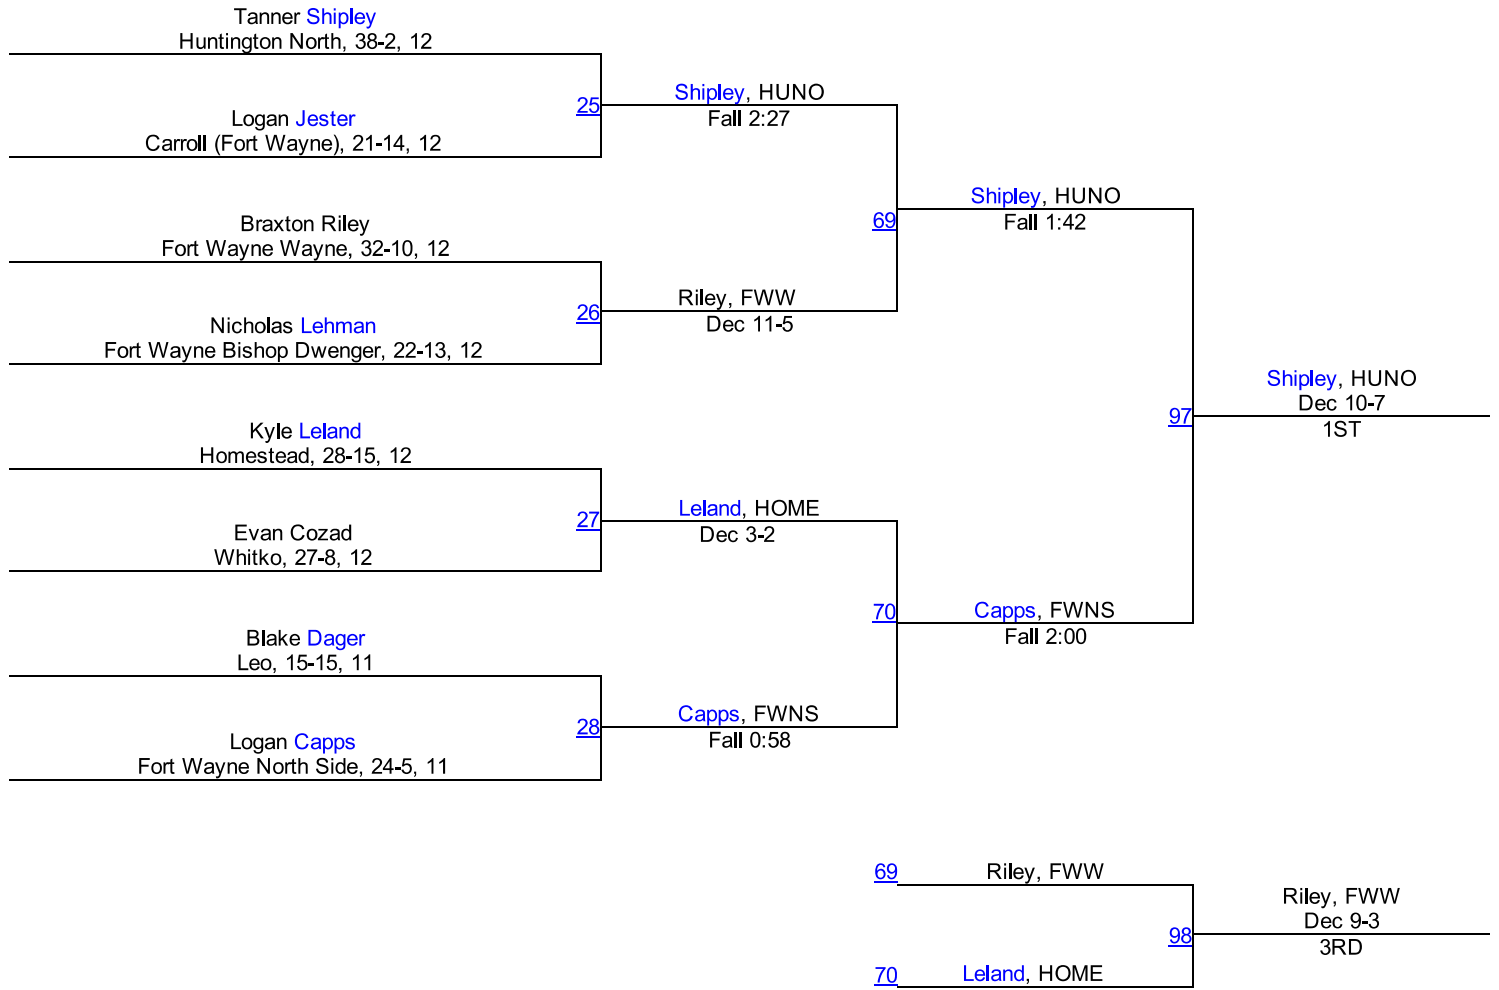 Tanner Shipley
Huntington North, 38-2, 12
25
Logan Jester
Carroll (Fort Wayne), 21-14, 12
Shipley, HUNO
Fall 2:27
Braxton Riley
Fort Wayne Wayne, 32-10, 12
26
Nicholas Lehman
Fort Wayne Bishop Dwenger, 22-13, 12
Riley, FWW
Dec 11-5
69
Shipley, HUNO
Fall 1:42
Kyle Leland
Homestead, 28-15, 12
27
Evan Cozad
Whitko, 27-8, 12
Leland, HOME
Dec 3-2
Blake Dager
Leo, 15-15, 11
28
Logan Capps
Fort Wayne North Side, 24-5, 11
Capps, FWNS
Fall 0:58
70
Capps, FWNS
Fall 2:00
97
Shipley, HUNO
Dec 10-7
1ST
69
Riley, FWW
98
70
Leland, HOME
Riley, FWW
Dec 9-3
3RD